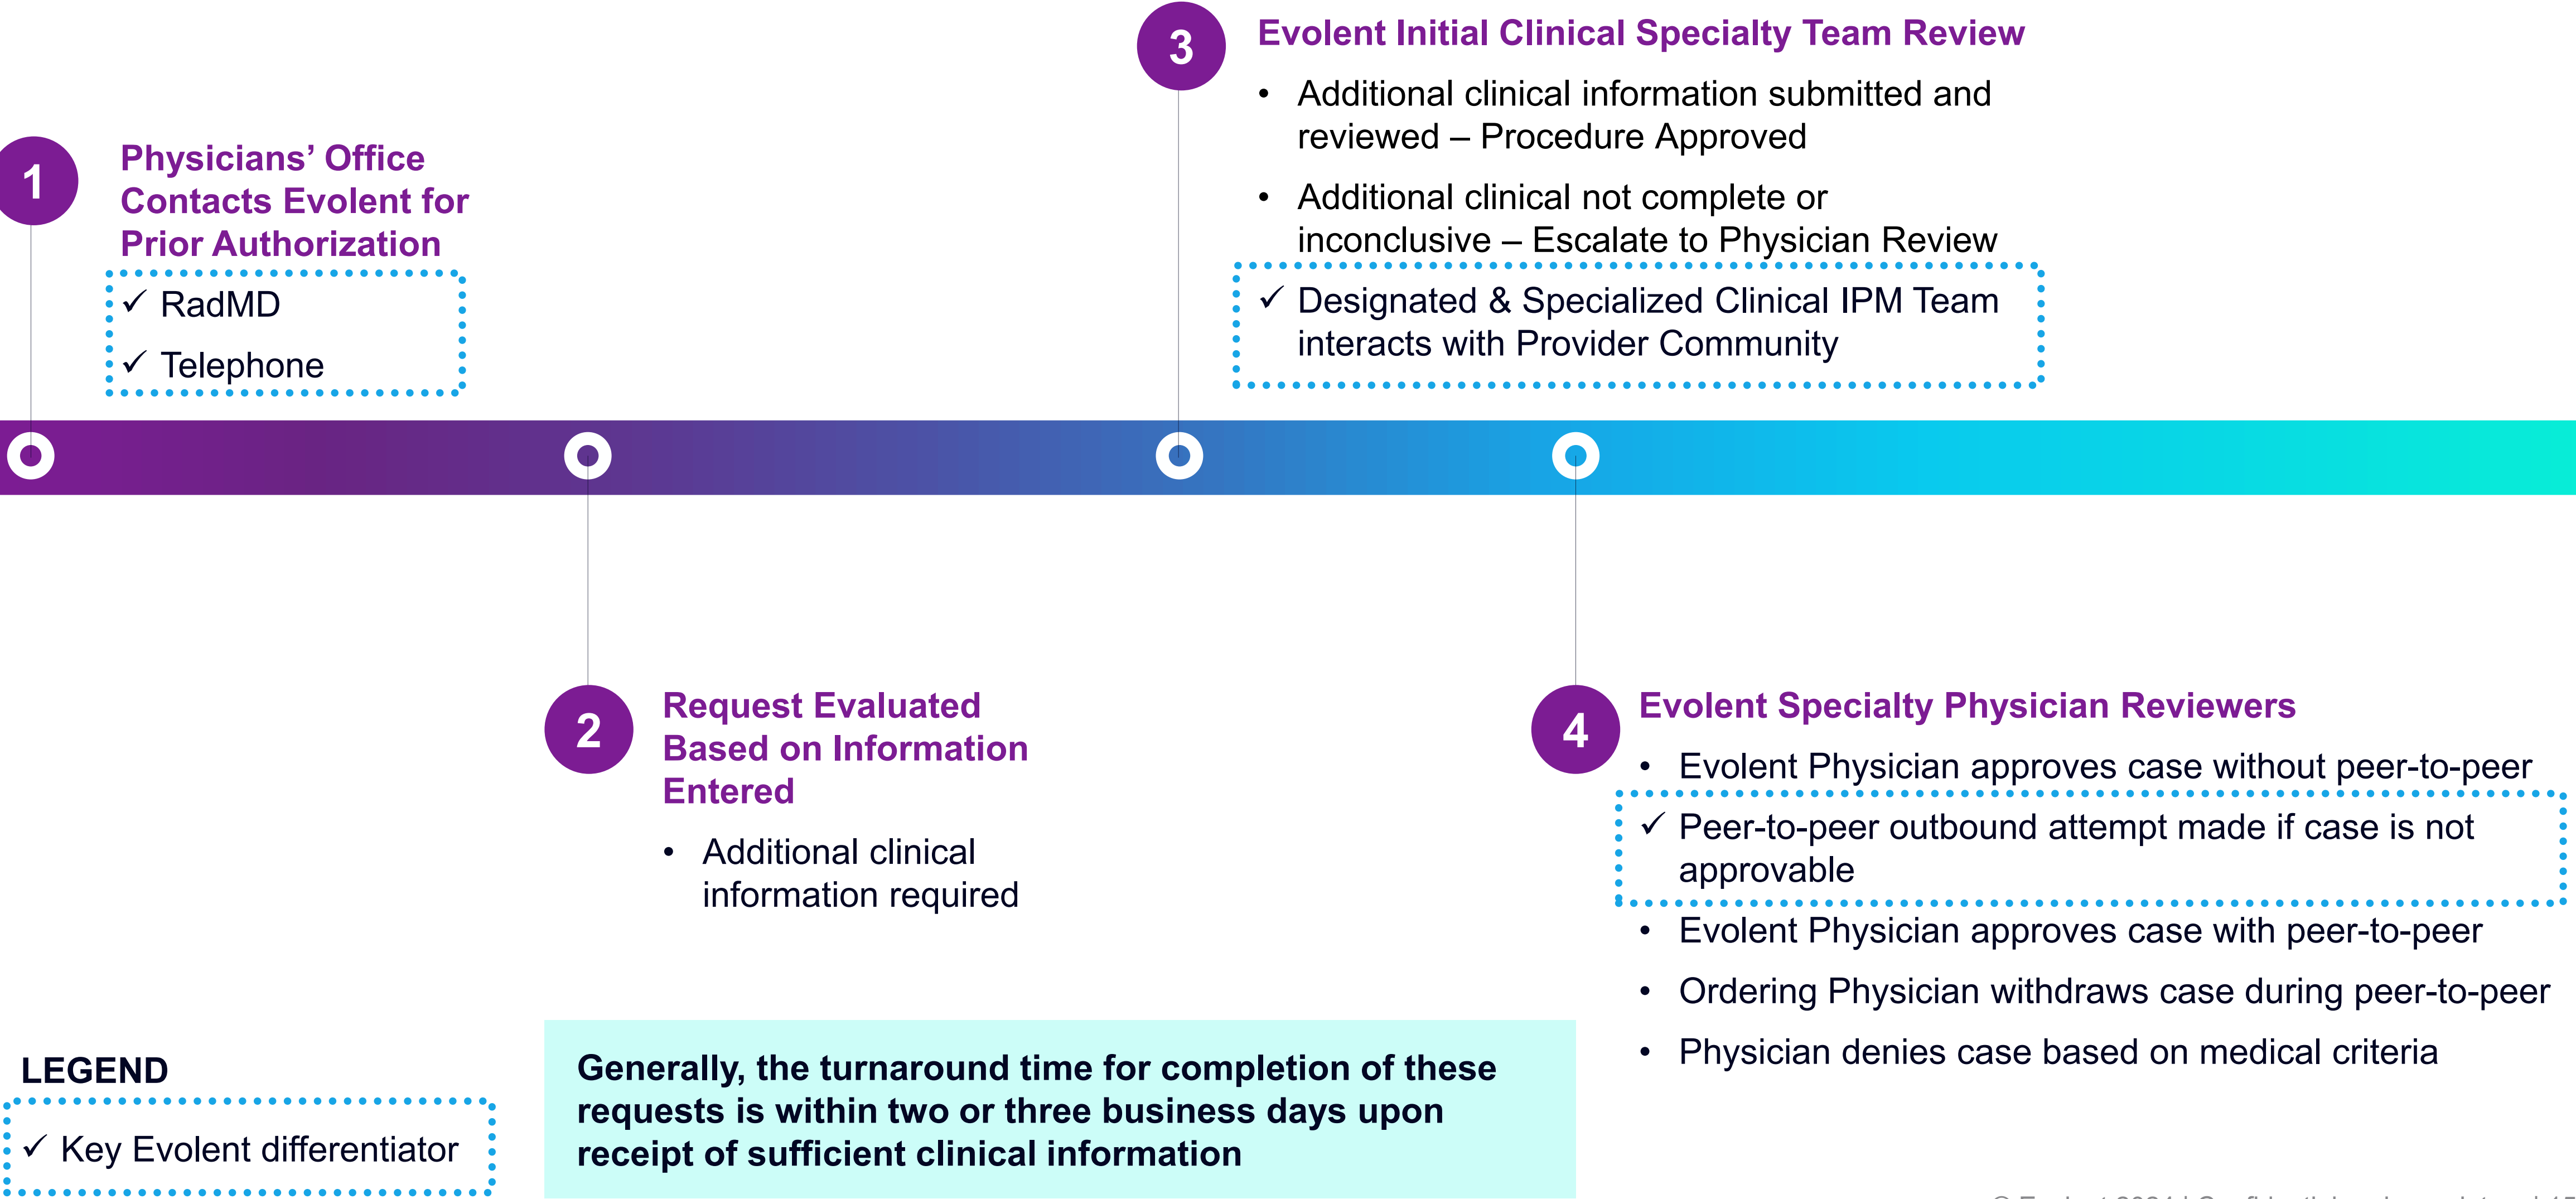 1
Physicians’ Office
Contacts Evolent for
Prior Authorization
✓ RadMD
✓ Telephone
3
Evolent Initial Clinical Specialty Team Review
• Additional clinical information submitted and
reviewed – Procedure Approved
• Additional clinical not complete or
inconclusive – Escalate to Physician Review
✓ Designated & Specialized Clinical IPM Team
interacts with Provider Community
2
Request Evaluated
Based on Information
Entered
• Additional clinical
information required
4
Evolent Specialty Physician Reviewers
• Evolent Physician approves case without peer-to-peer
✓ Peer-to-peer outbound attempt made if case is not
approvable
• Evolent Physician approves case with peer-to-peer
• Ordering Physician withdraws case during peer-to-peer
• Physician denies case based on medical criteria
LEGEND
✓ Key Evolent differentiator
Generally, the turnaround time for completion of these
requests is within two or three business days upon
receipt of sufficient clinical information